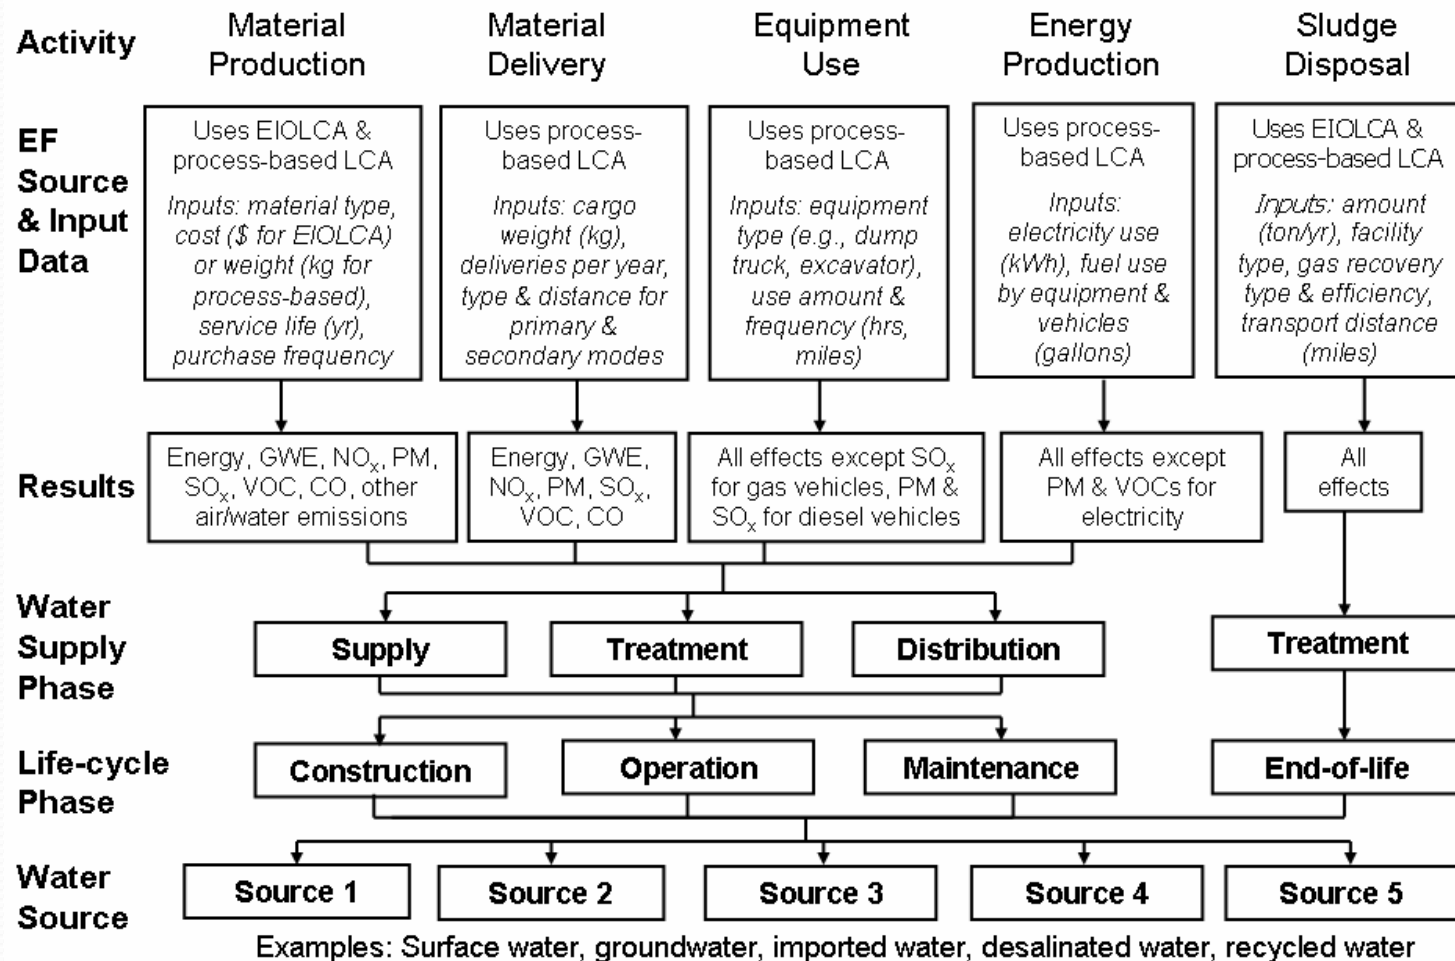 Activity
Material
Production
Material
Delivery
Equipment
Use
Energy
Production
Sludge
Disposal
EF
Source
& Input
Data
Uses EIOLCA &
process-based LCA
Inputs: material type,
cost ($ for EIOLCA)
or weight (kg for
process-based),
service life (yr),
purchase frequency
Uses process-
based LCA
Inputs: cargo
weight (kg),
deliveries per year,
type & distance for
primary &
secondary modes
Uses process-
based LCA
Inputs: equipment
type (e.g., dump
truck, excavator),
use amount &
frequency (hrs,
miles)
Uses process-
based LCA
Inputs:
electricity use
(kWh), fuel use
by equipment &
vehicles
(gallons)
Uses EIOLCA &
process-based LCA
Inputs: amount
(ton/yr), facility
type, gas recovery
type & efficiency,
transport distance
(miles)
Results
Energy, GWE, NOx, PM,
SOx, VOC, CO, other
air/water emissions
Energy, GWE,
NOx, PM, SOx,
VOC, CO
All effects except SOx
for gas vehicles, PM &
SOx for diesel vehicles
All effects except
PM & VOCs for
electricity
All
effects
Water
Supply
Phase
Supply
Treatment
Distribution
Treatment
Life-cycle
Phase
Construction
Operation
Maintenance
End-of-life
Water
Source
Source 1
Source 2
Source 3
Source 4
Source 5
Examples: Surface water, groundwater, imported water, desalinated water, recycled water